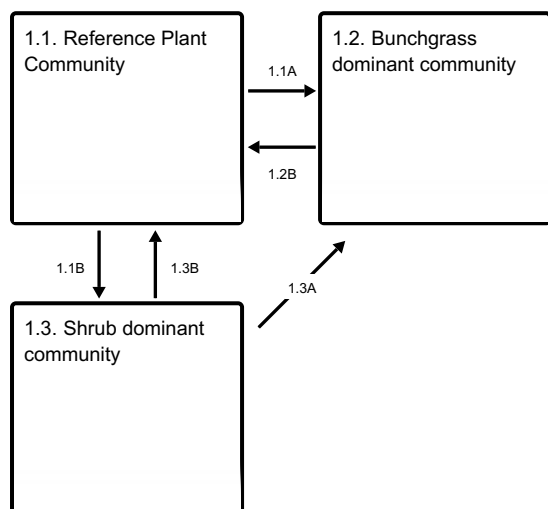 1.1. Reference Plant
Community
1.1A
1.2. Bunchgrass
dominant community
1.2B
1.1B
1.3B
1.3A
1.3. Shrub dominant
community